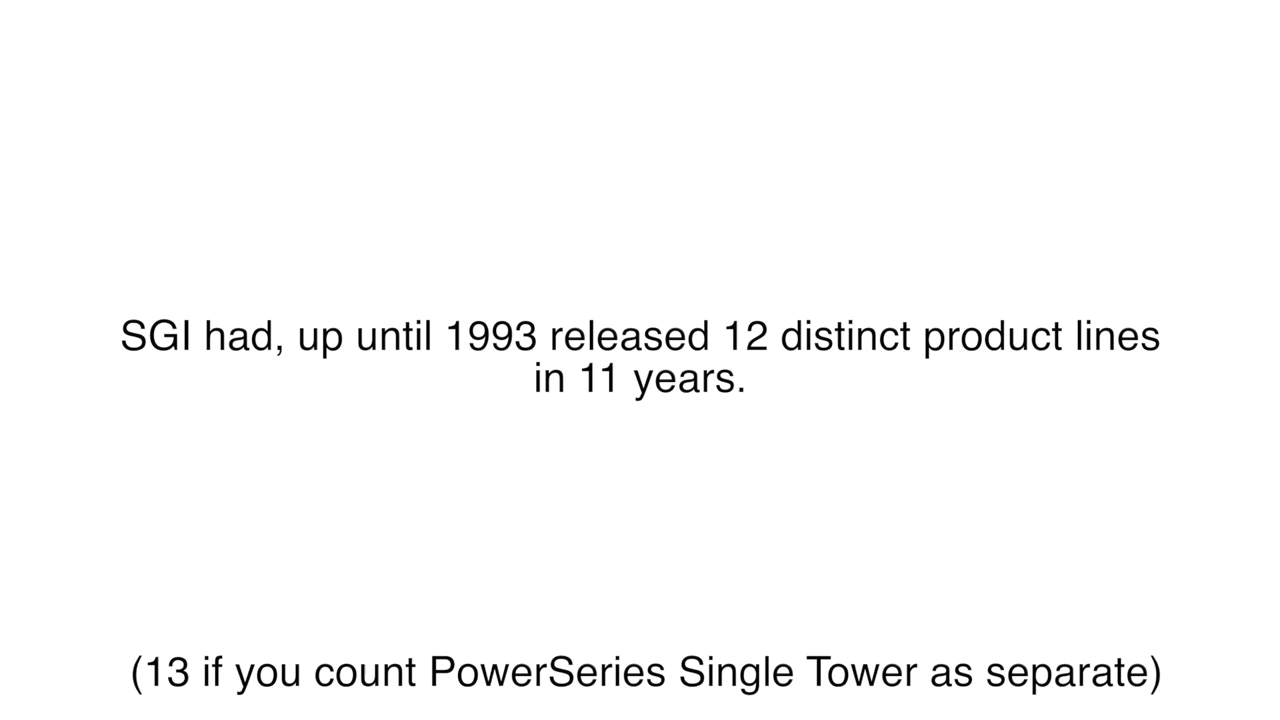 SGI had, up until 1993 released 12 distinct product lines
in 11 years.
(13 if you count PowerSeries Single Tower as separate)